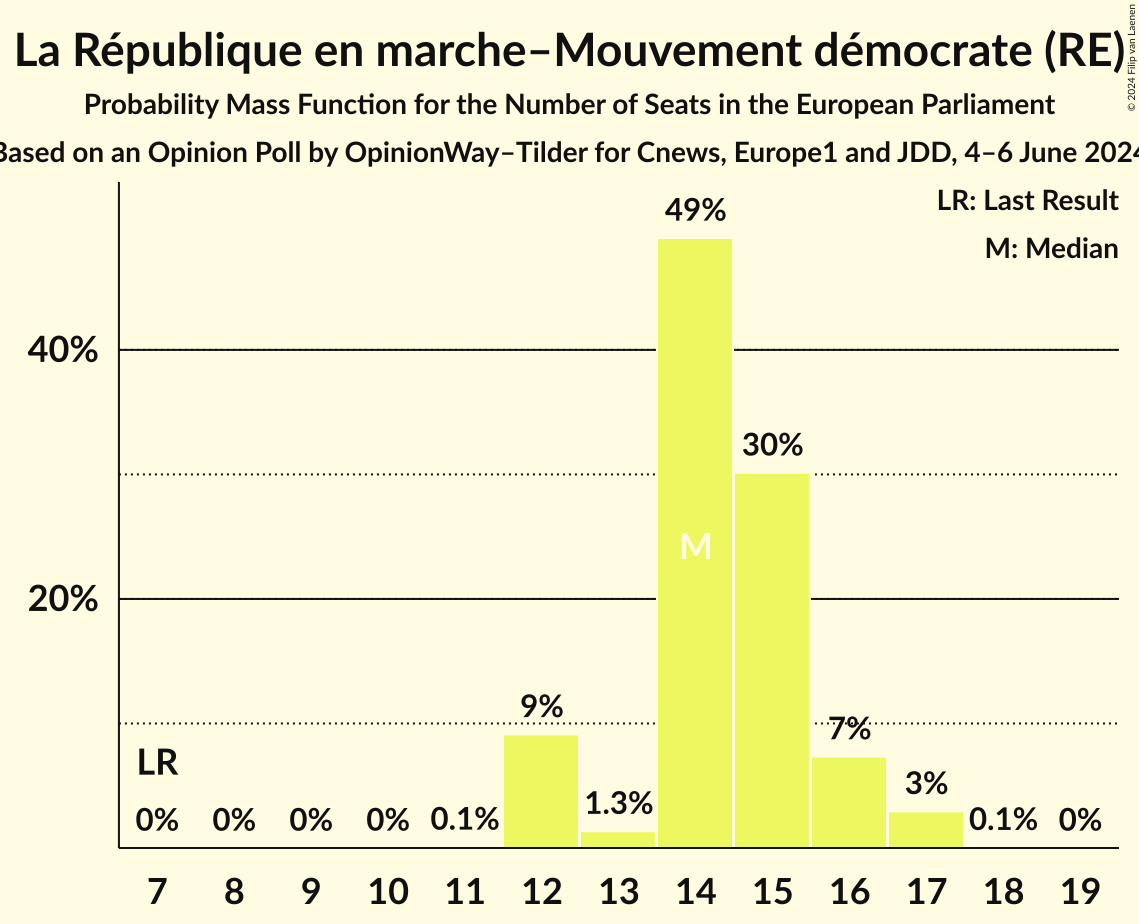 La République en marche–Mouvement démocrate (RE)
© 2024 Filip van Laenen
Probability Mass Function for the Number of Seats in the European Parliament
Based on an Opinion Poll by OpinionWay–Tilder for Cnews, Europe1 and JDD, 4–6 June 2024
LR: Last Result
M: Median
49%
40%
30%
M
20%
9%
7%
LR
3%
1.3%
0% 0% 0% 0% 0.1% 0.1% 0%
7 8 9 10 11 12 13 14 15 16 17 18 19